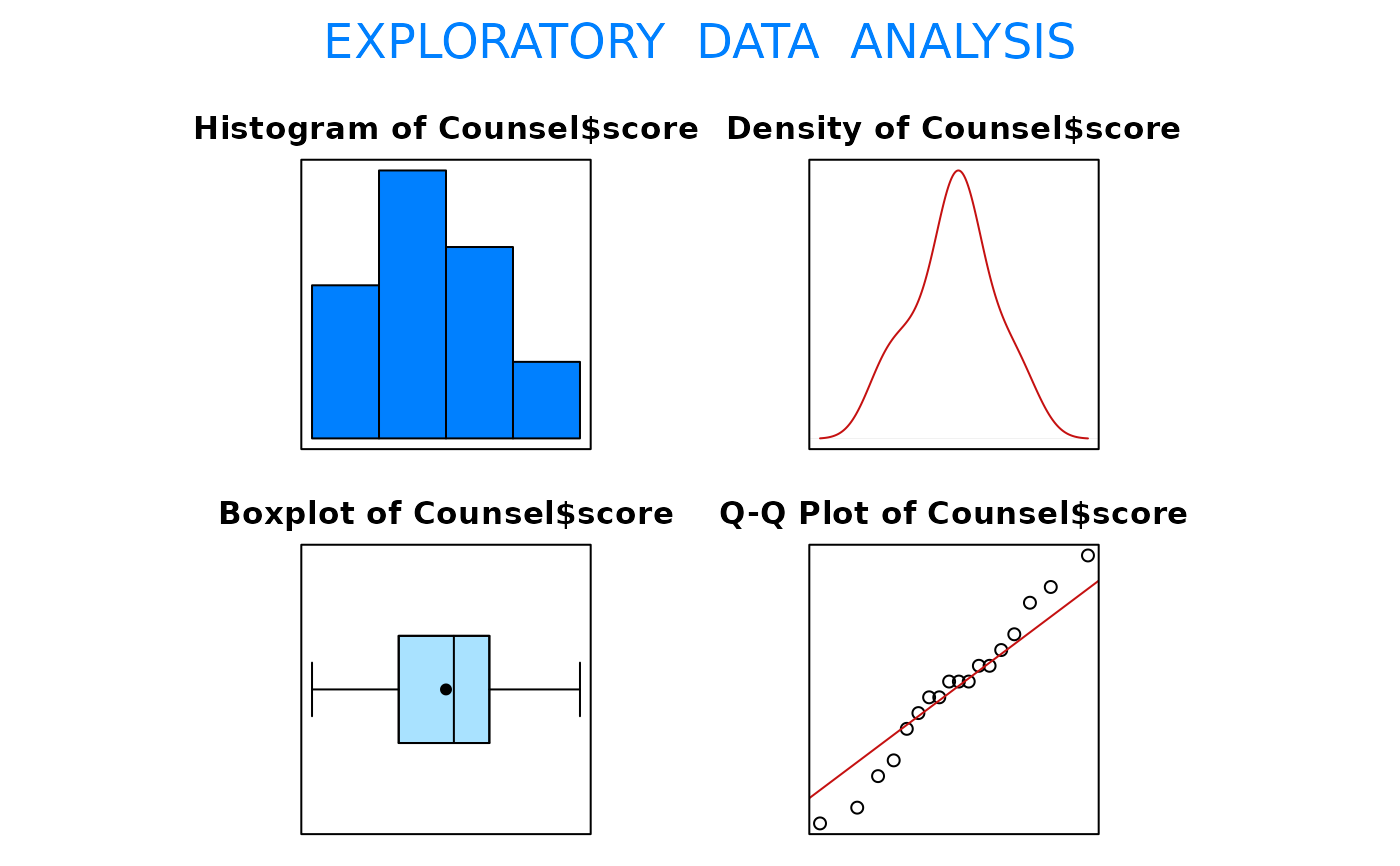 EXPLORATORY DATA ANALYSIS
Histogram of Counsel$score
Density of Counsel$score
Boxplot of Counsel$score
Q-Q Plot of Counsel$score